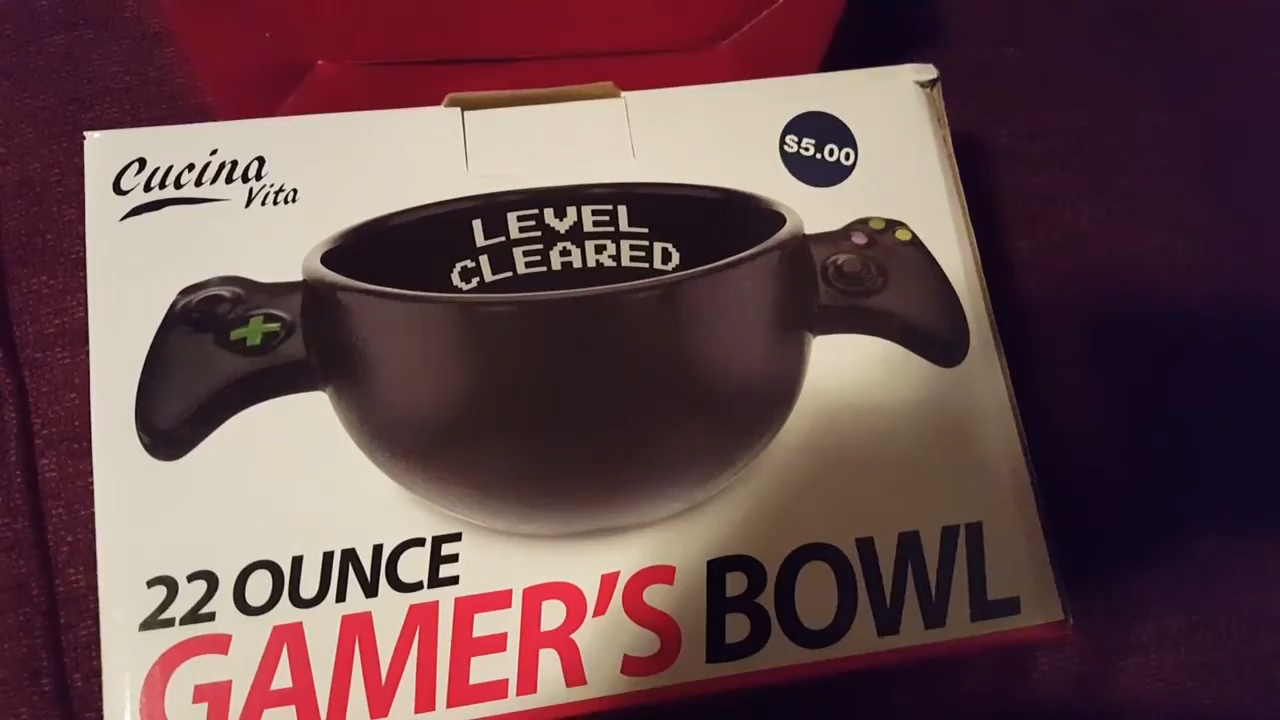 Cucina
Vita
$5.00
LEVEL
CLEARED
22 OUNCE
GAMER'S BOWL